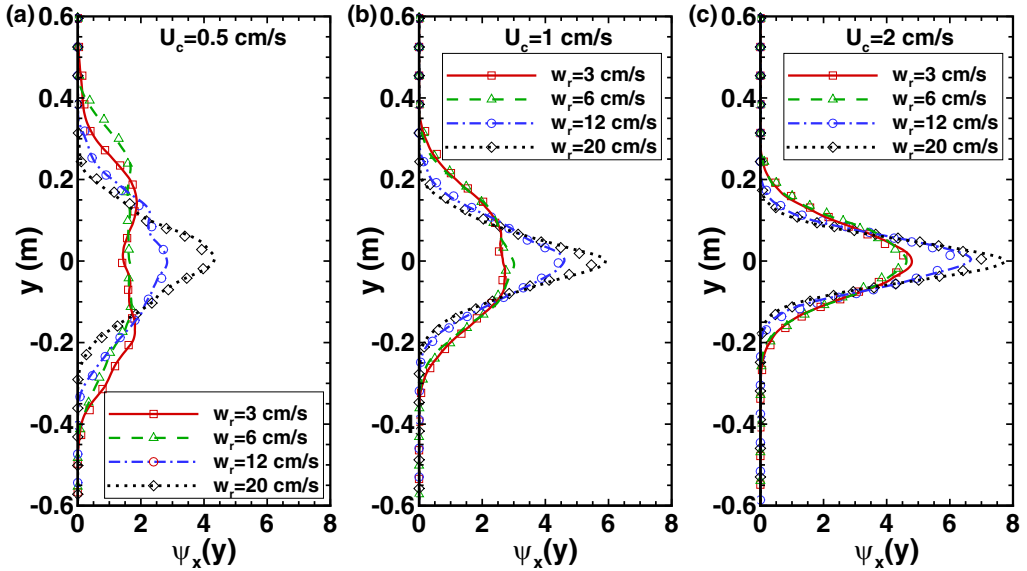 (a)
U_c=0.5 cm/s
w_r=3 cm/s
w_r=6 cm/s
w_r=12 cm/s
w_r=20 cm/s
y (m)
0.6
0.4
0.2
0
-0.2
-0.4
-0.6
0 2 4 6 8
ψ_x(y)
(b)
U_c=1 cm/s
w_r=3 cm/s
w_r=6 cm/s
w_r=12 cm/s
w_r=20 cm/s
y (m)
0.6
0.4
0.2
0
-0.2
-0.4
-0.6
0 2 4 6 8
ψ_x(y)
(c)
U_c=2 cm/s
w_r=3 cm/s
w_r=6 cm/s
w_r=12 cm/s
w_r=20 cm/s
y (m)
0.6
0.4
0.2
0
-0.2
-0.4
-0.6
0 2 4 6 8
ψ_x(y)